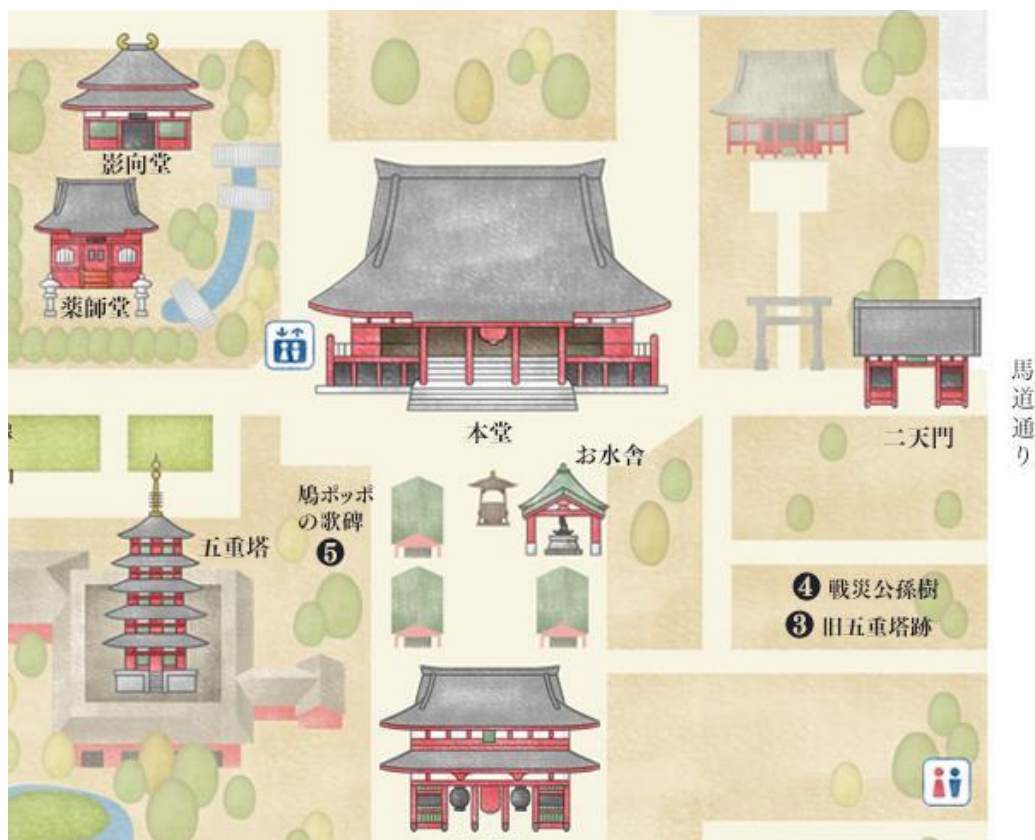 影向堂
薬師堂
本堂
二天門
馬道通り
お水舎
鳩ポッポ
の歌碑
❺
五重塔
❹ 戦災公孫樹
❸ 旧五重塔跡